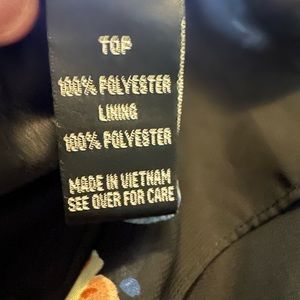 TOP
100% POLYESTER
LINING
100% POLYESTER
MADE IN VIETNAM
SEE OVER FOR CARE